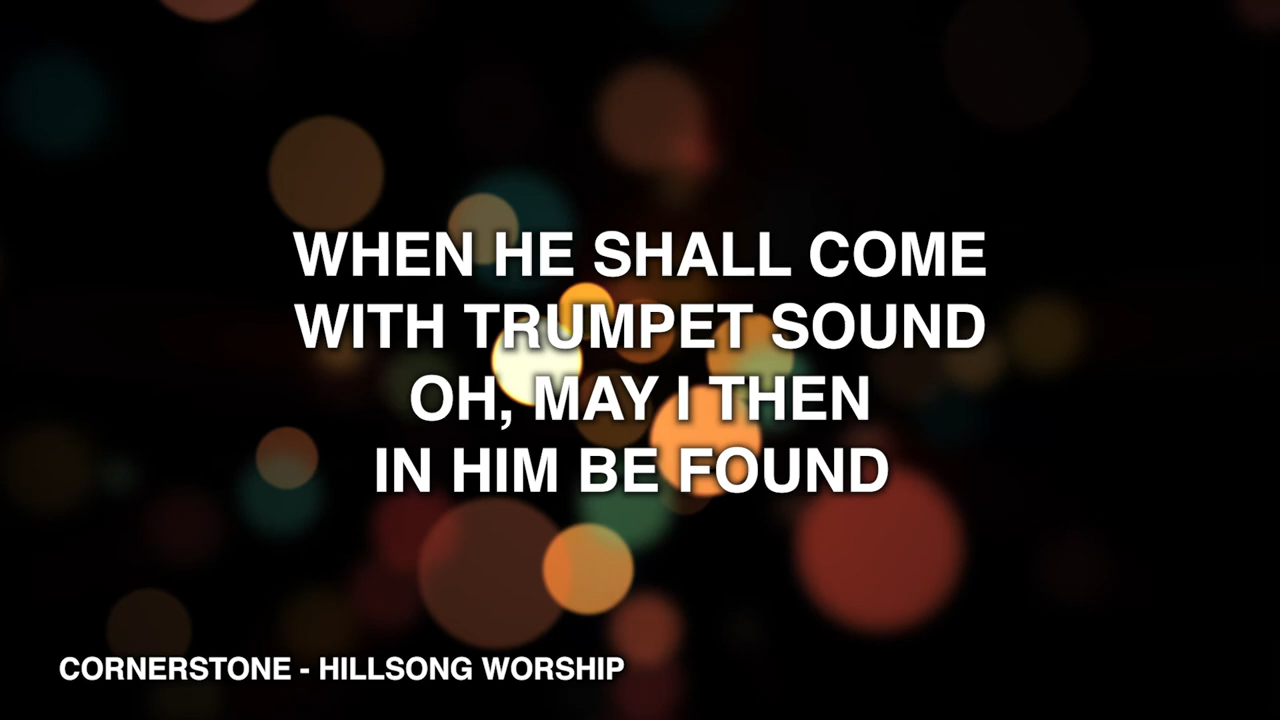 WHEN HE SHALL COME
WITH TRUMPET SOUND
OH, MAY I THEN
IN HIM BE FOUND
CORNERSTONE - HILLSONG WORSHIP